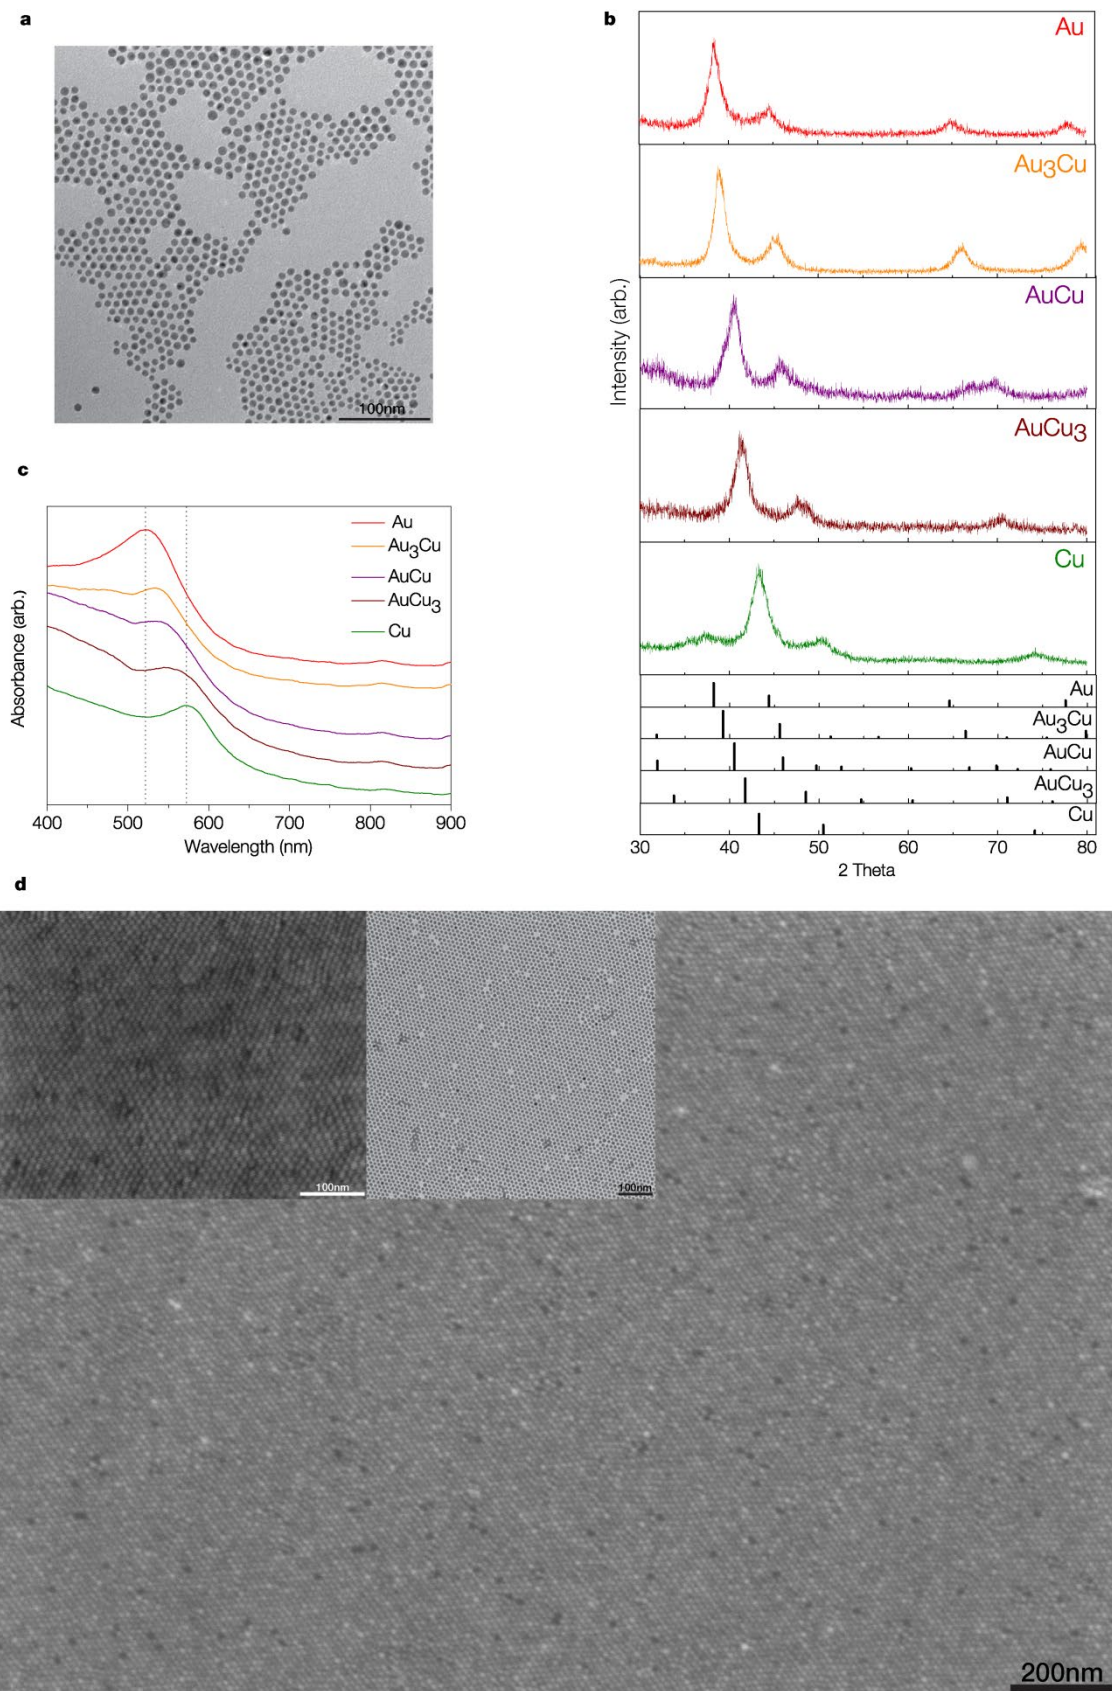 a
100nm
b
Au
Au3Cu
AuCu
AuCu3
Cu
Intensity (arb.)
Au
Au3Cu
AuCu
AuCu3
Cu
30 40 50 60 70 80
2 Theta
c
Au
Au3Cu
AuCu
AuCu3
Cu
Absorbance (arb.)
400 500 600 700 800 900
Wavelength (nm)
d
100nm
100nm
200nm